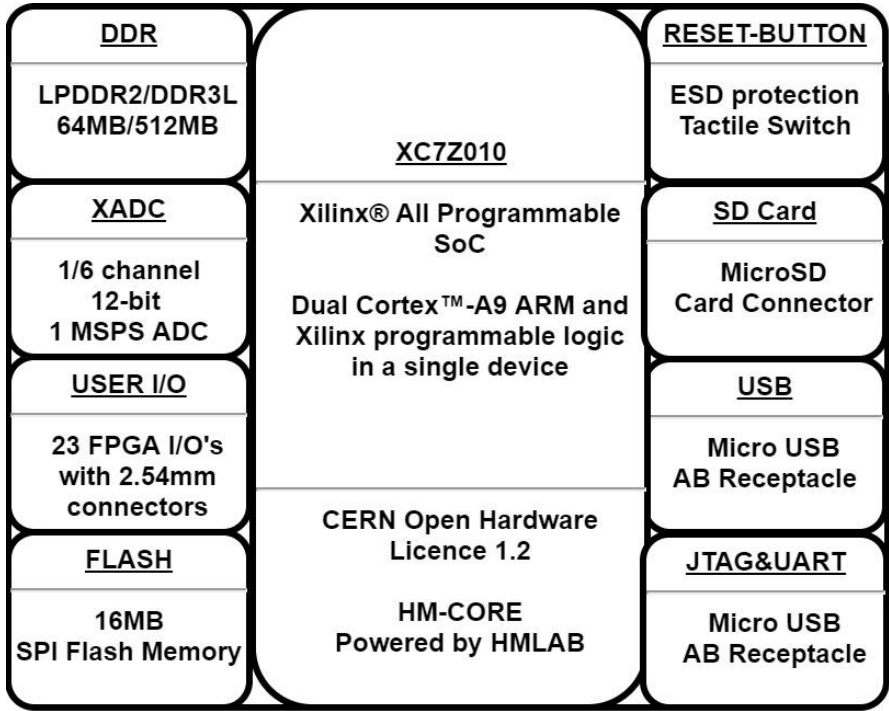 DDR
LPDDR2/DDR3L
64MB/512MB
XADC
1/6 channel
12-bit
1 MSPS ADC
USER I/O
23 FPGA I/O's
with 2.54mm
connectors
FLASH
16MB
SPI Flash Memory
XC7Z010
Xilinx® All Programmable
SoC
Dual Cortex™-A9 ARM and
Xilinx programmable logic
in a single device
CERN Open Hardware
Licence 1.2
HM-CORE
Powered by HMLAB
RESET-BUTTON
ESD protection
Tactile Switch
SD Card
MicroSD
Card Connector
USB
Micro USB
AB Receptacle
JTAG&UART
Micro USB
AB Receptacle